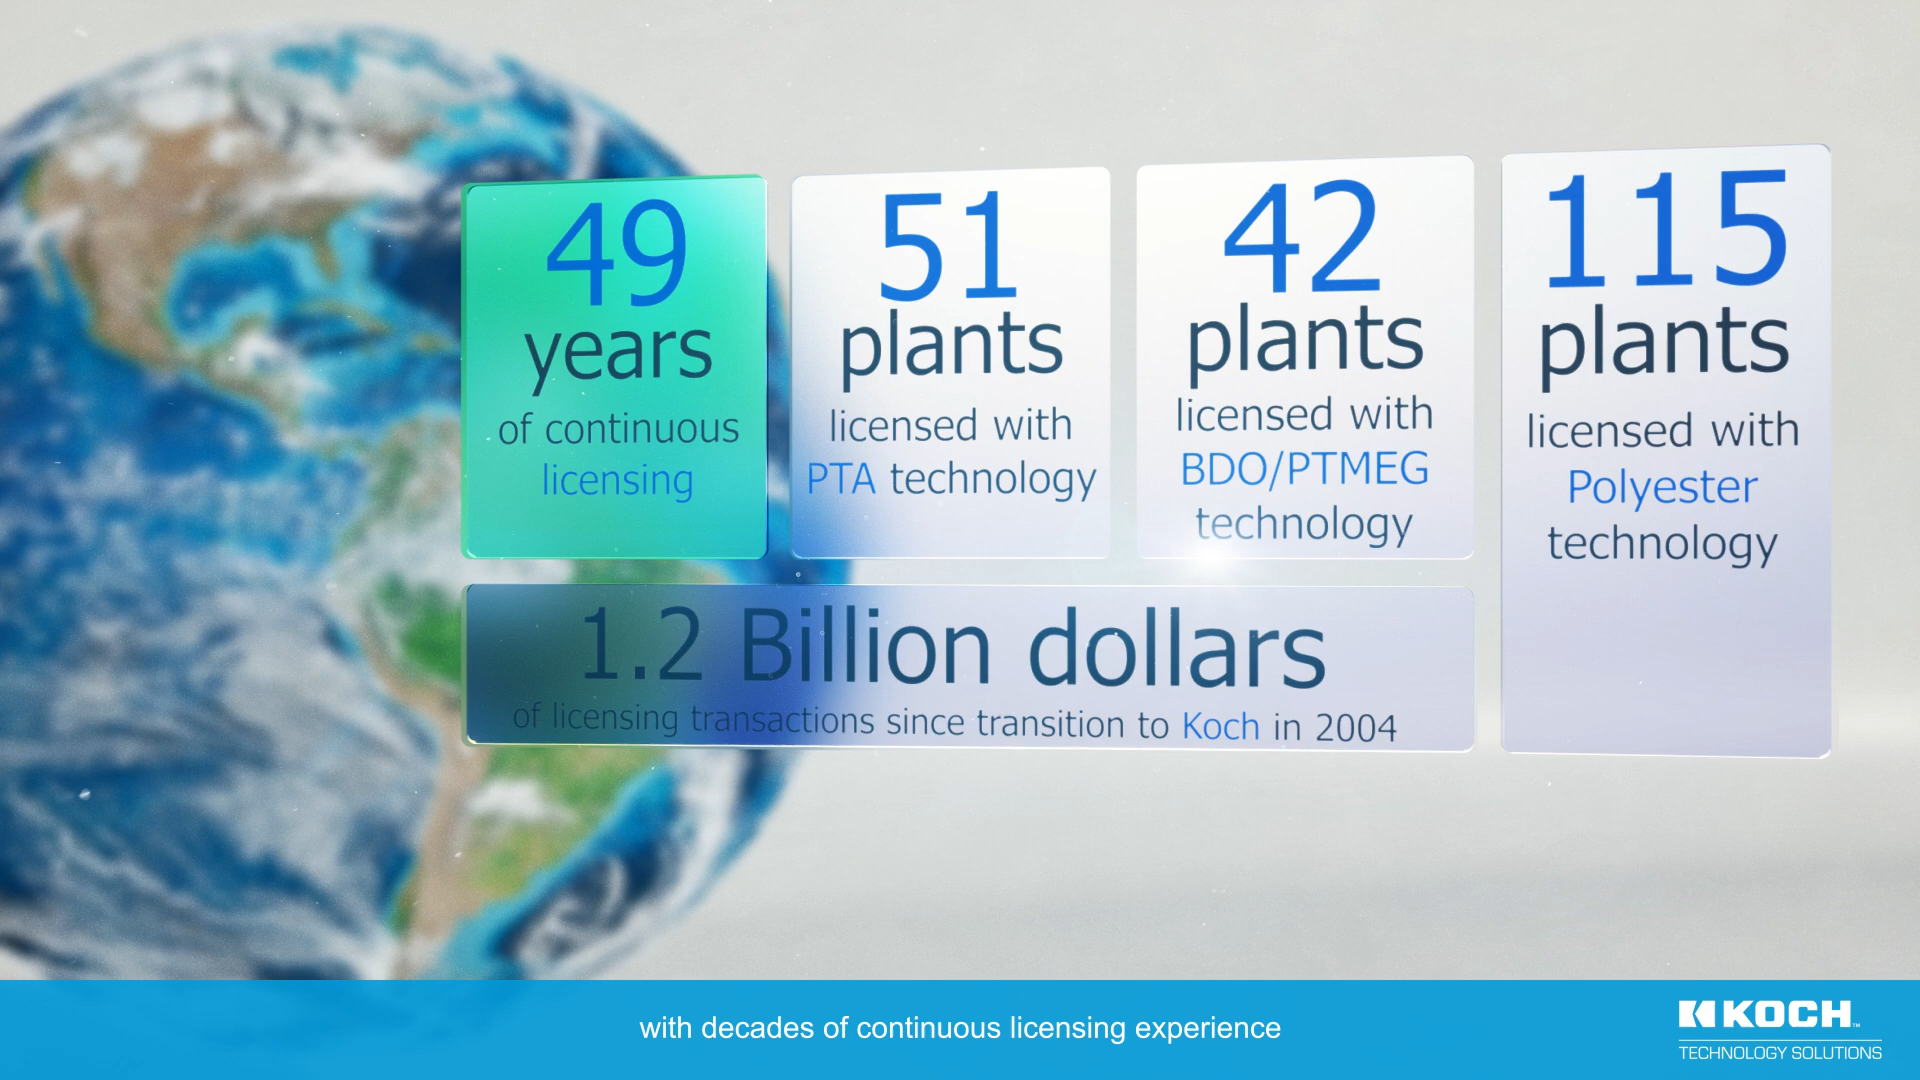 49
years
of continuous
licensing
51
plants
licensed with
PTA technology
42
plants
licensed with
BDO/PTMEG
technology
115
plants
licensed with
Polyester
technology
1.2 Billion dollars
of licensing transactions since transition to Koch in 2004
with decades of continuous licensing experience
KOCH™
TECHNOLOGY SOLUTIONS